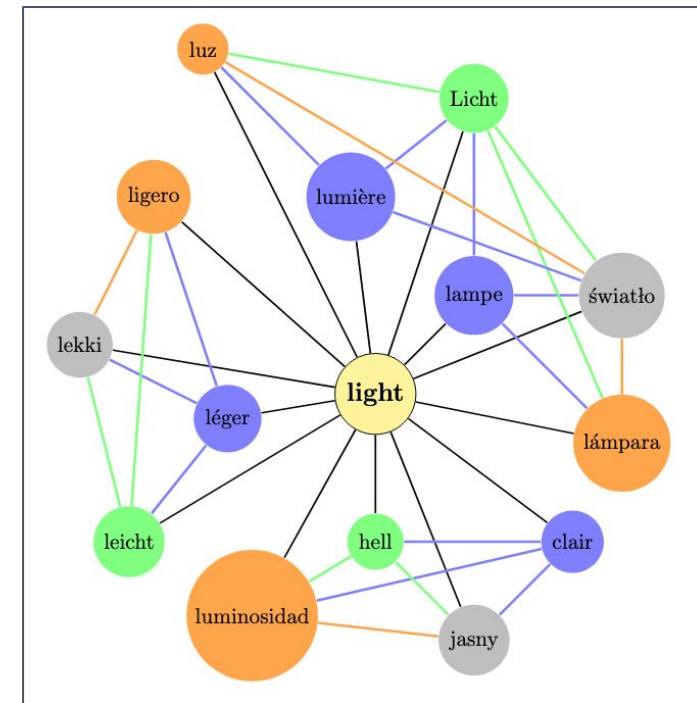 luz
Licht
ligero
lumière
lampe
światło
lekki
light
léger
lámpara
leicht
hell
clair
luminosidad
jasny